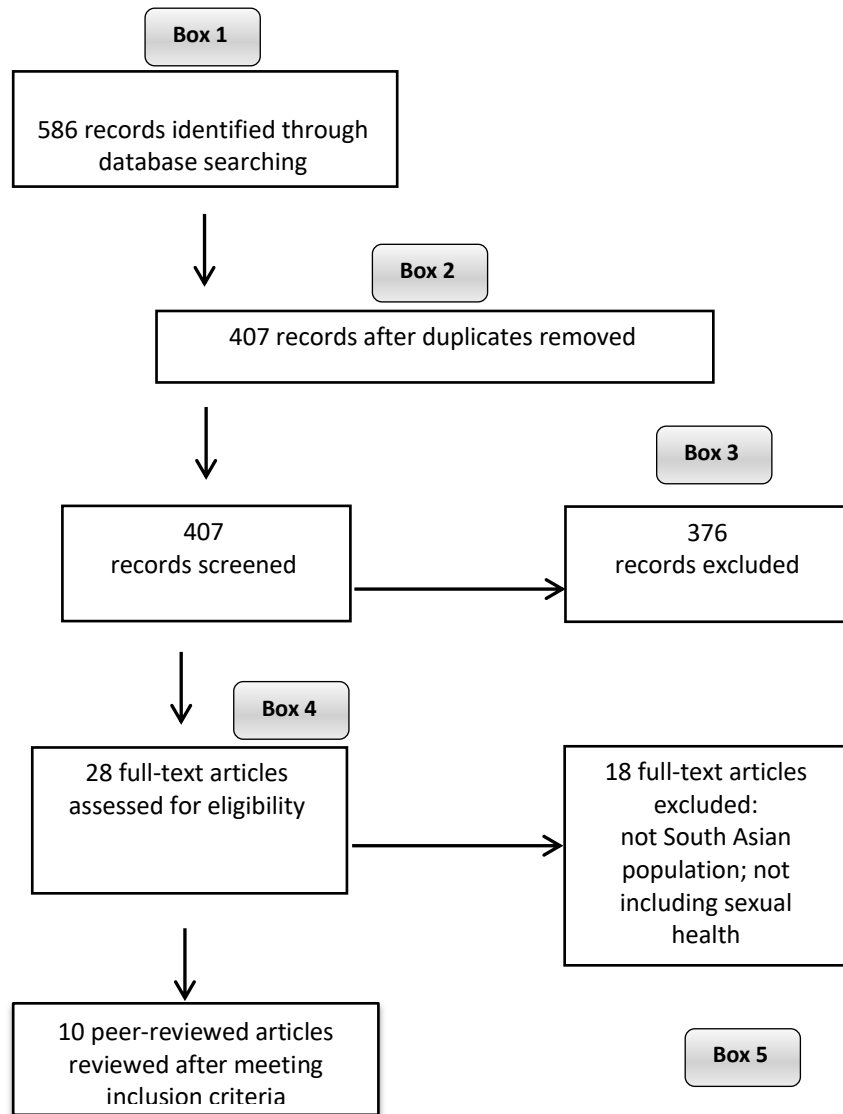 Box 1
586 records identified through
database searching
Box 2
407 records after duplicates removed
Box 3
407
records screened
376
records excluded
Box 4
28 full-text articles
assessed for eligibility
18 full-text articles
excluded:
not South Asian
population; not
including sexual
health
10 peer-reviewed articles
reviewed after meeting
inclusion criteria
Box 5